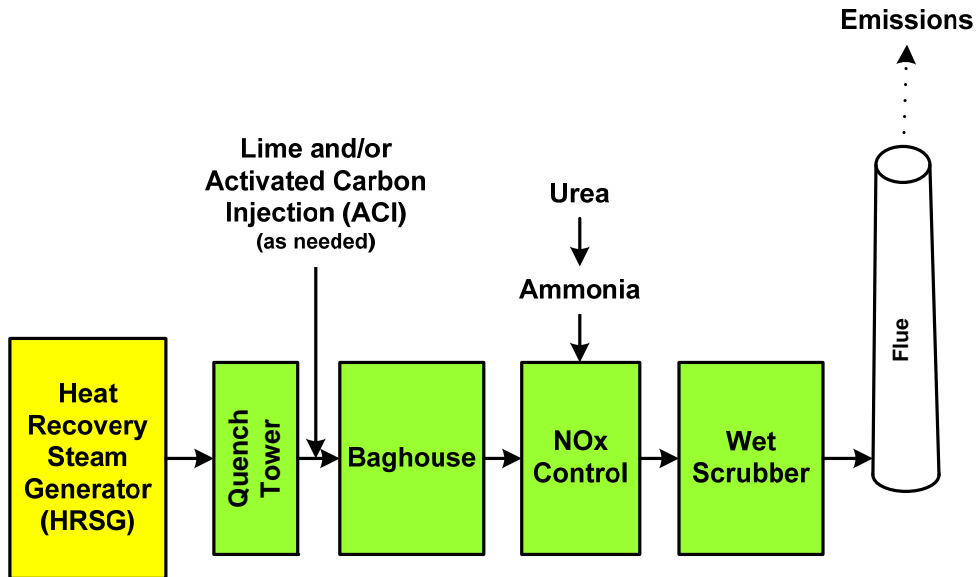 Emissions
Lime and/or
Activated Carbon
Injection (ACI)
(as needed)
Urea
Ammonia
Heat
Recovery
Steam
Generator
(HRSG)
Quench
Tower
Baghouse
NOx
Control
Wet
Scrubber
Flue